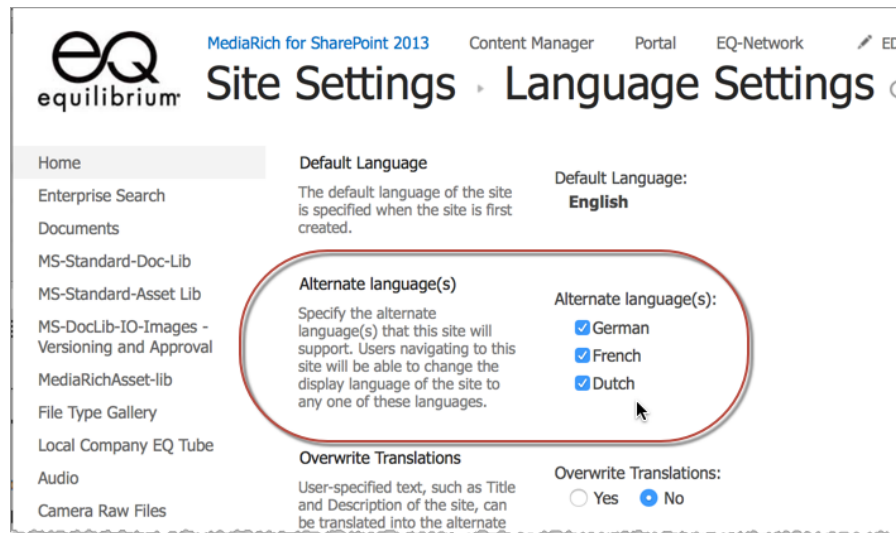 MediaRich for SharePoint 2013 Content Manager Portal EQ-Network ED
EQ
equilibrium
Site Settings Language Settings
Home
Enterprise Search
Documents
MS-Standard-Doc-Lib
MS-Standard-Asset Lib
MS-DocLib-IO-Images -
Versioning and Approval
MediaRichAsset-lib
File Type Gallery
Local Company EQ Tube
Audio
Camera Raw Files
Default Language
The default language of the site
is specified when the site is first
created.
Default Language:
English
Alternate language(s)
Specify the alternate
language(s) that this site will
support. Users navigating to this
site will be able to change the
display language of the site to
any one of these languages.
Alternate language(s):
German
French
Dutch
Overwrite Translations
User-specified text, such as Title
and Description of the site, can
be translated into the alternate
Overwrite Translations:
Yes No